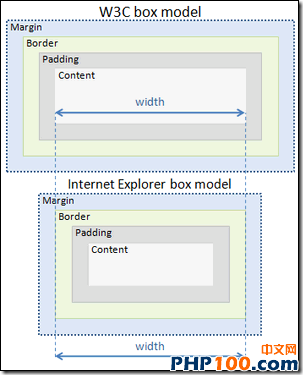 W3C box model
Margin
Border
Padding
Content
width
Internet Explorer box model
Margin
Border
Padding
Content
width
中文网
PHP100.com